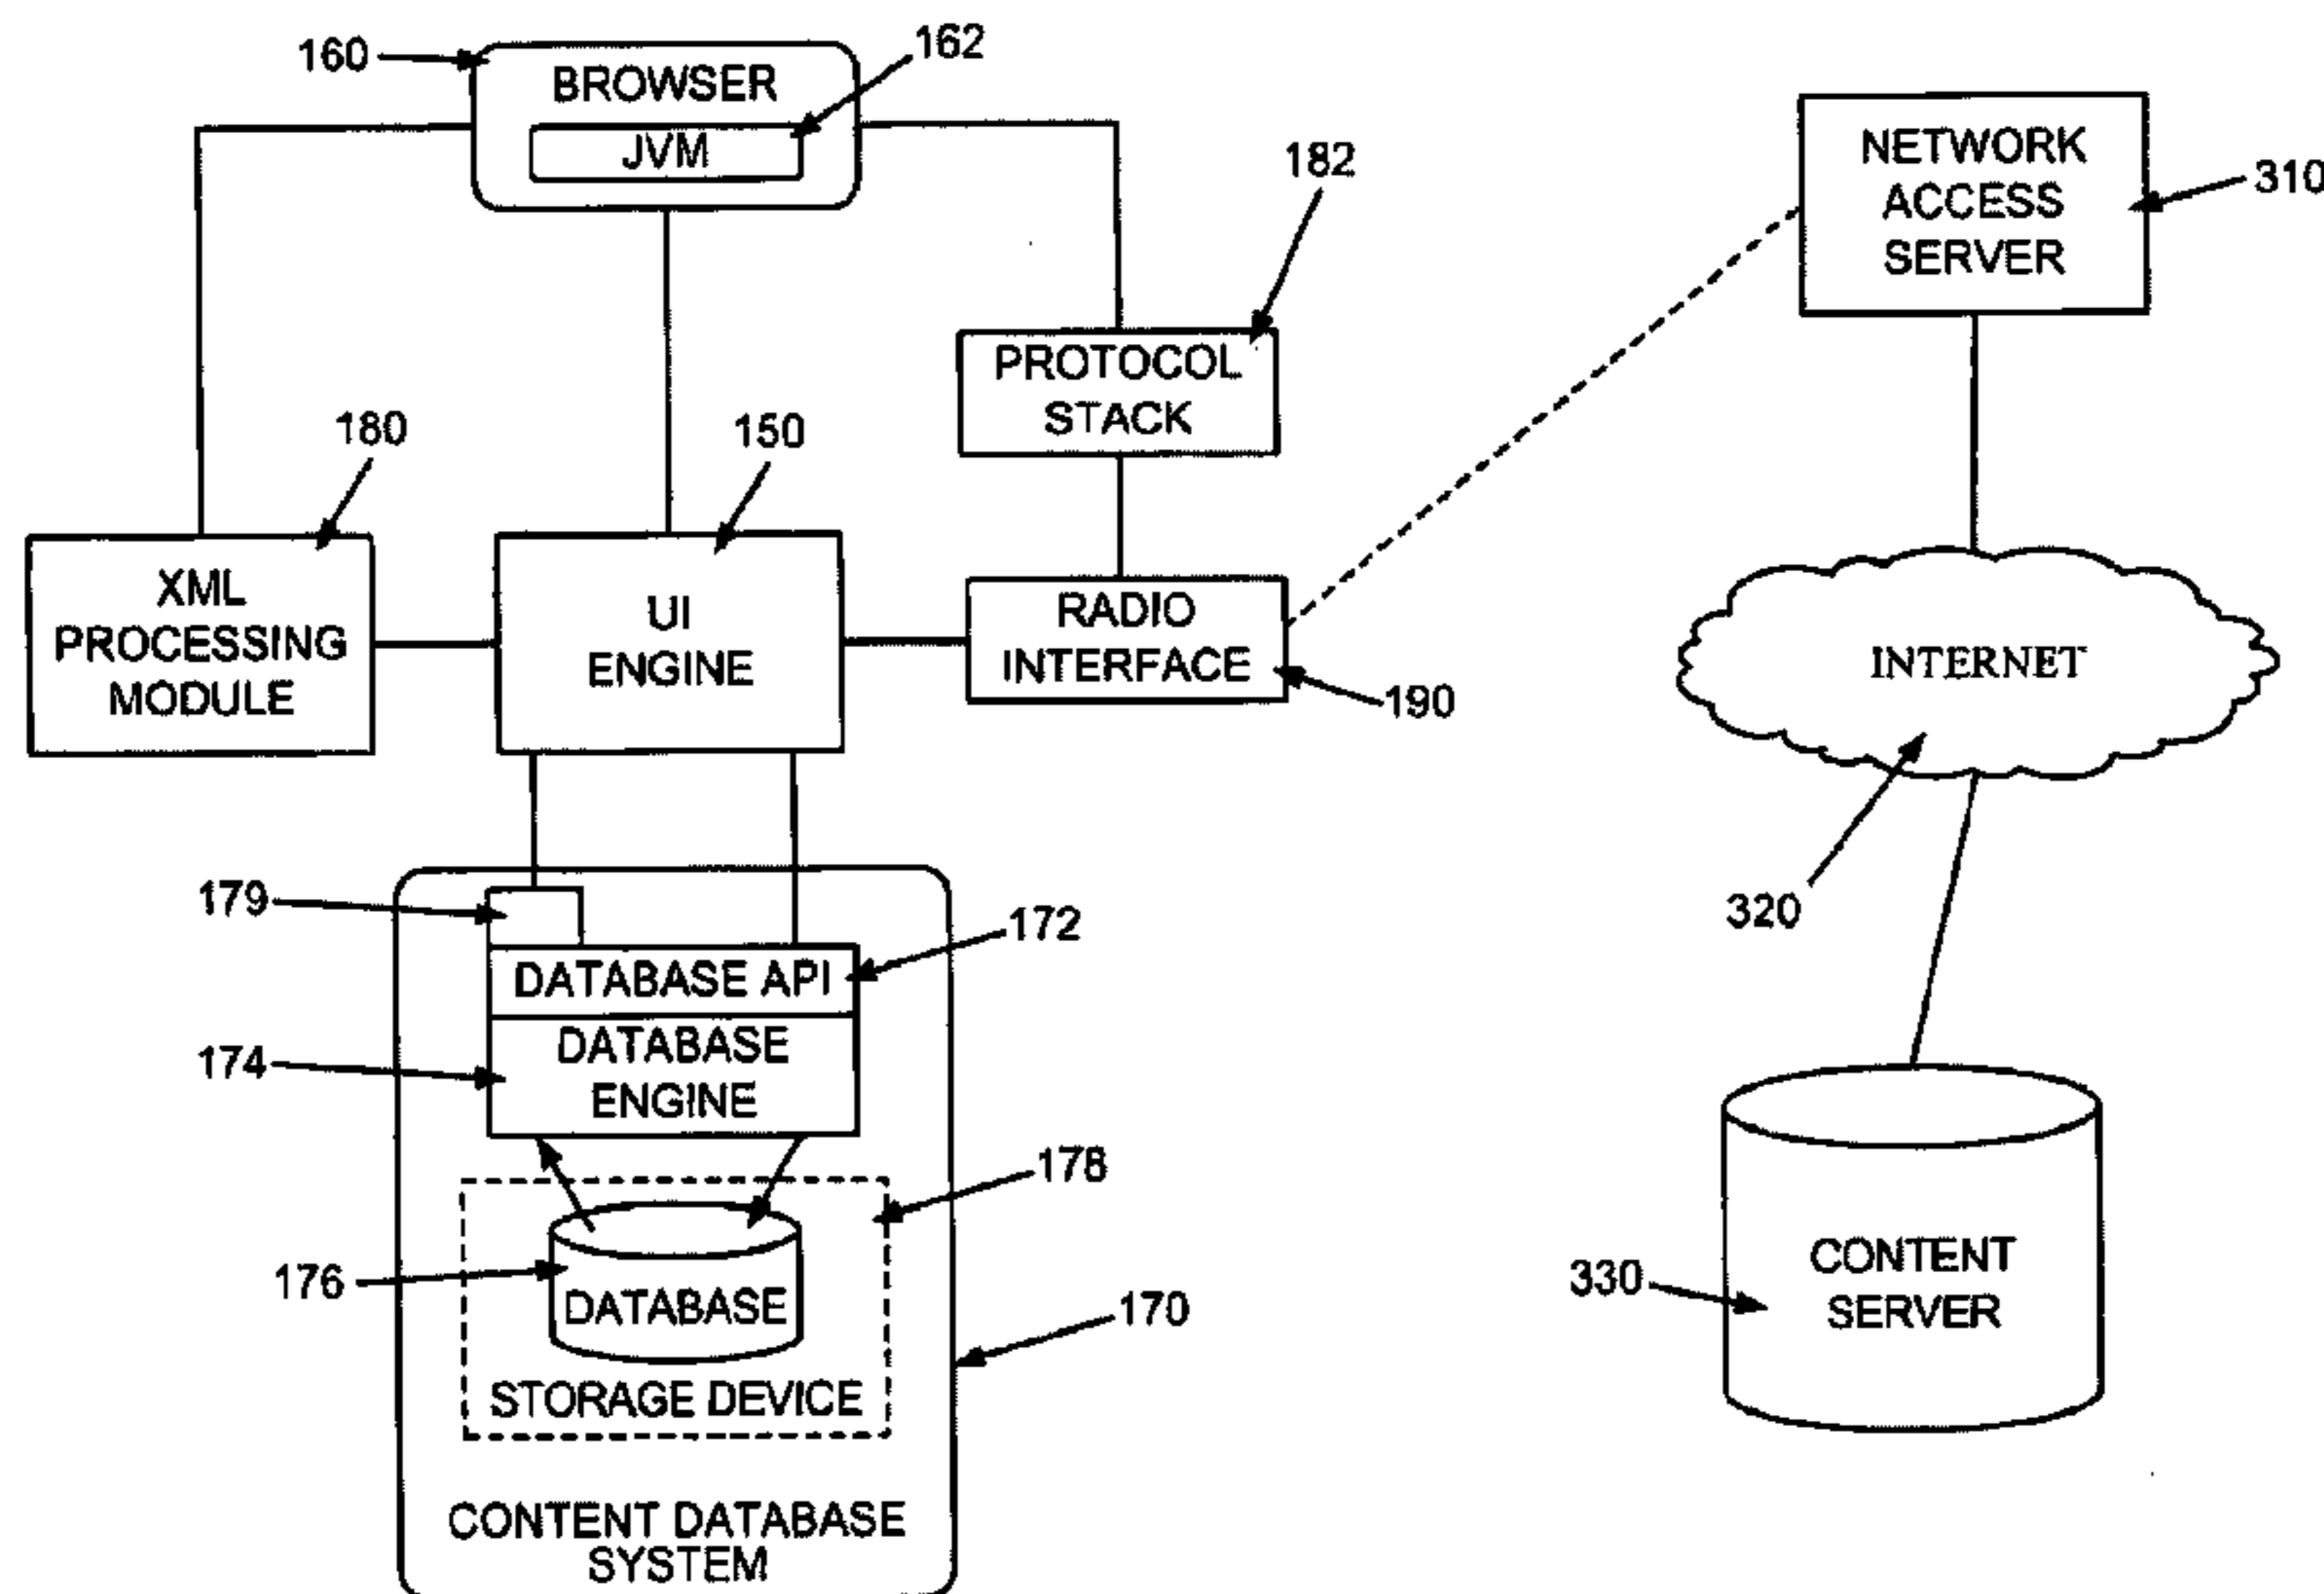 160
BROWSER
JVM
162
182
NETWORK
ACCESS
SERVER
310
PROTOCOL
STACK
180
150
XML
PROCESSING
MODULE
UI
ENGINE
RADIO
INTERFACE
190
INTERNET
320
179
172
DATABASE API
174
DATABASE
ENGINE
178
176
DATABASE
STORAGE DEVICE
170
CONTENT DATABASE
SYSTEM
330
CONTENT
SERVER